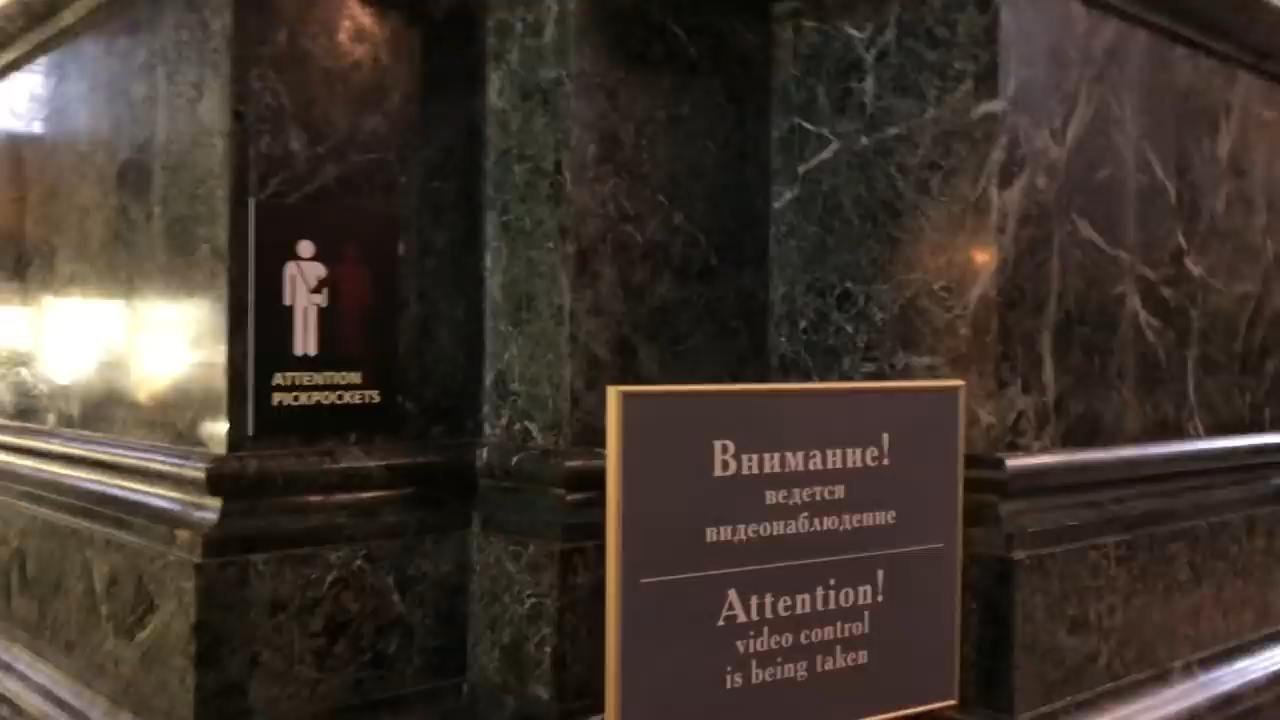 ATTENTION
PICKPOCKETS
Внимание!
ведется
видеонаблюдение
Attention!
video control
is being taken